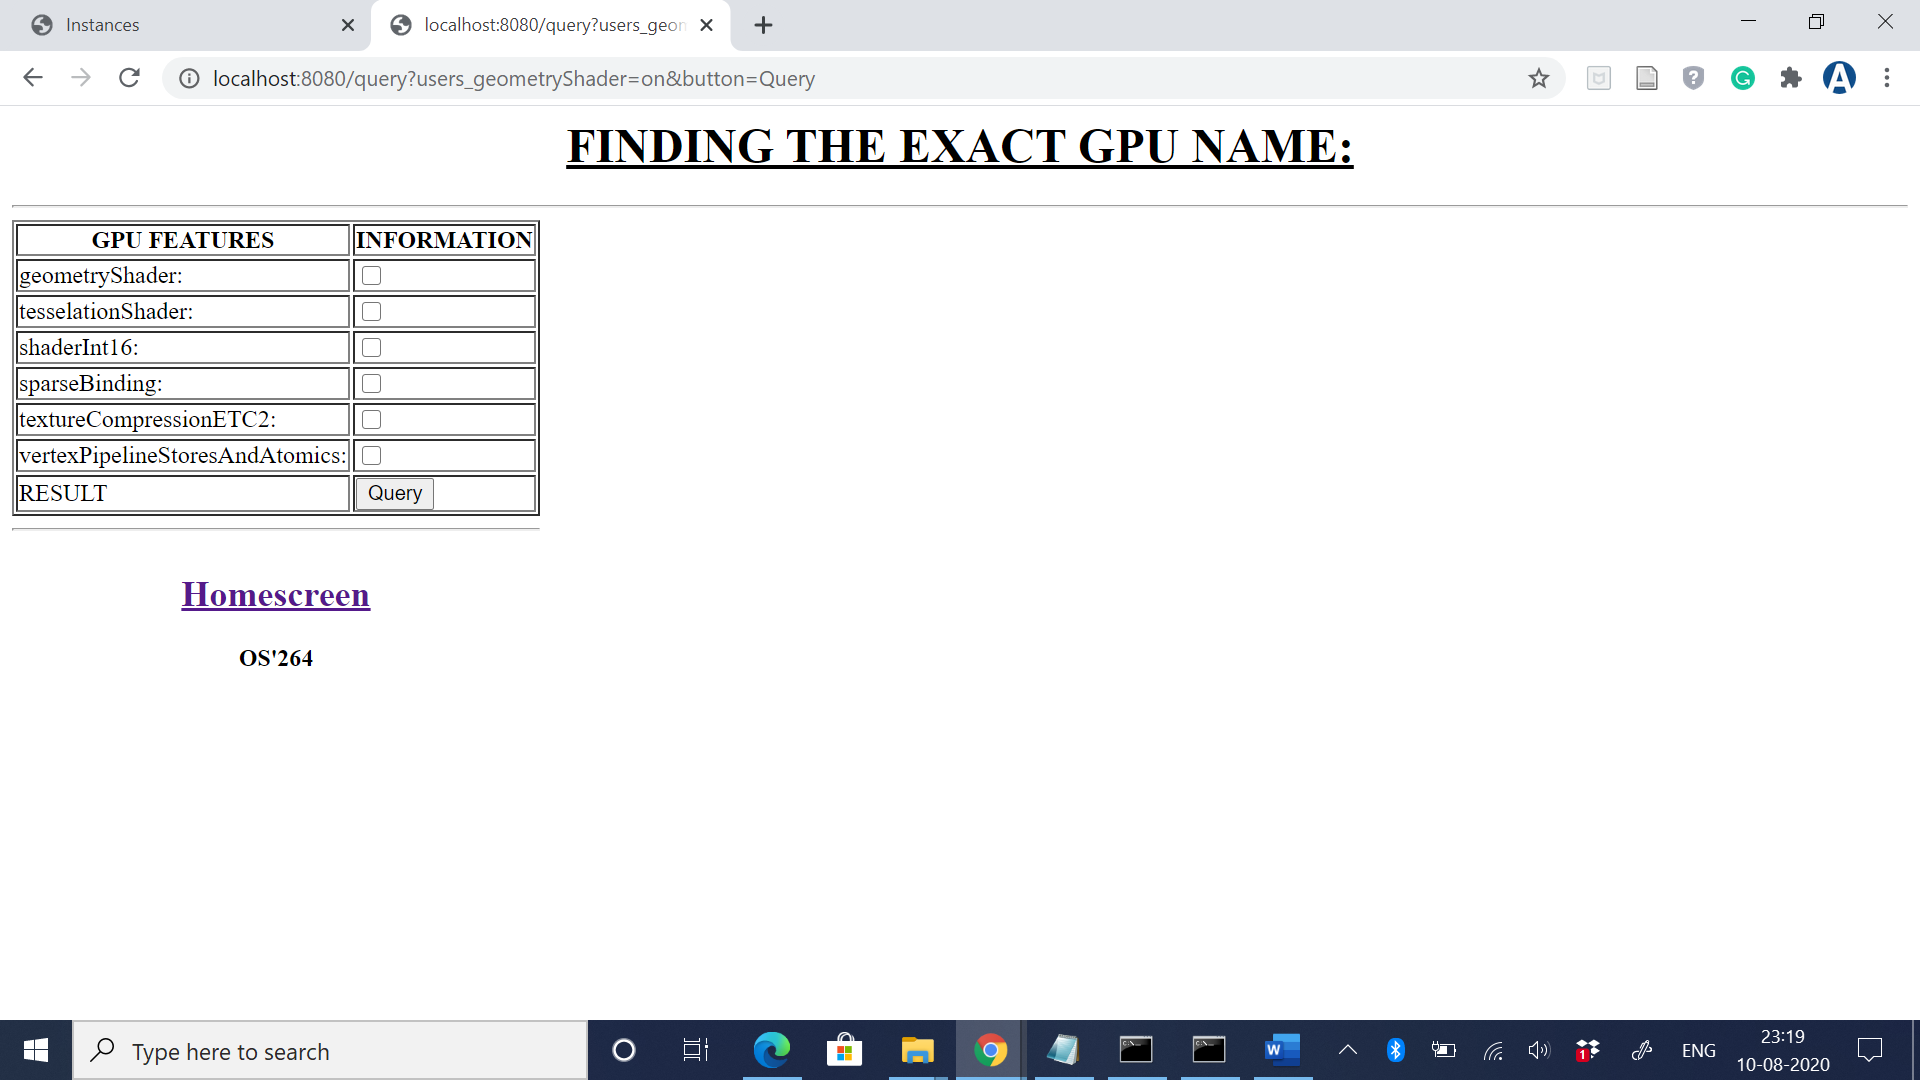 Instances
localhost:8080/query?users_geon
localhost:8080/query?users_geometryShader=on&button=Query
FINDING THE EXACT GPU NAME:
GPU FEATURES INFORMATION
geometryShader:
tesselationShader:
shaderInt16:
sparseBinding:
textureCompressionETC2:
vertexPipelineStoresAndAtomics:
RESULT Query
Homescreen
OS'264
Type here to search
ENG
23:19
10-08-2020